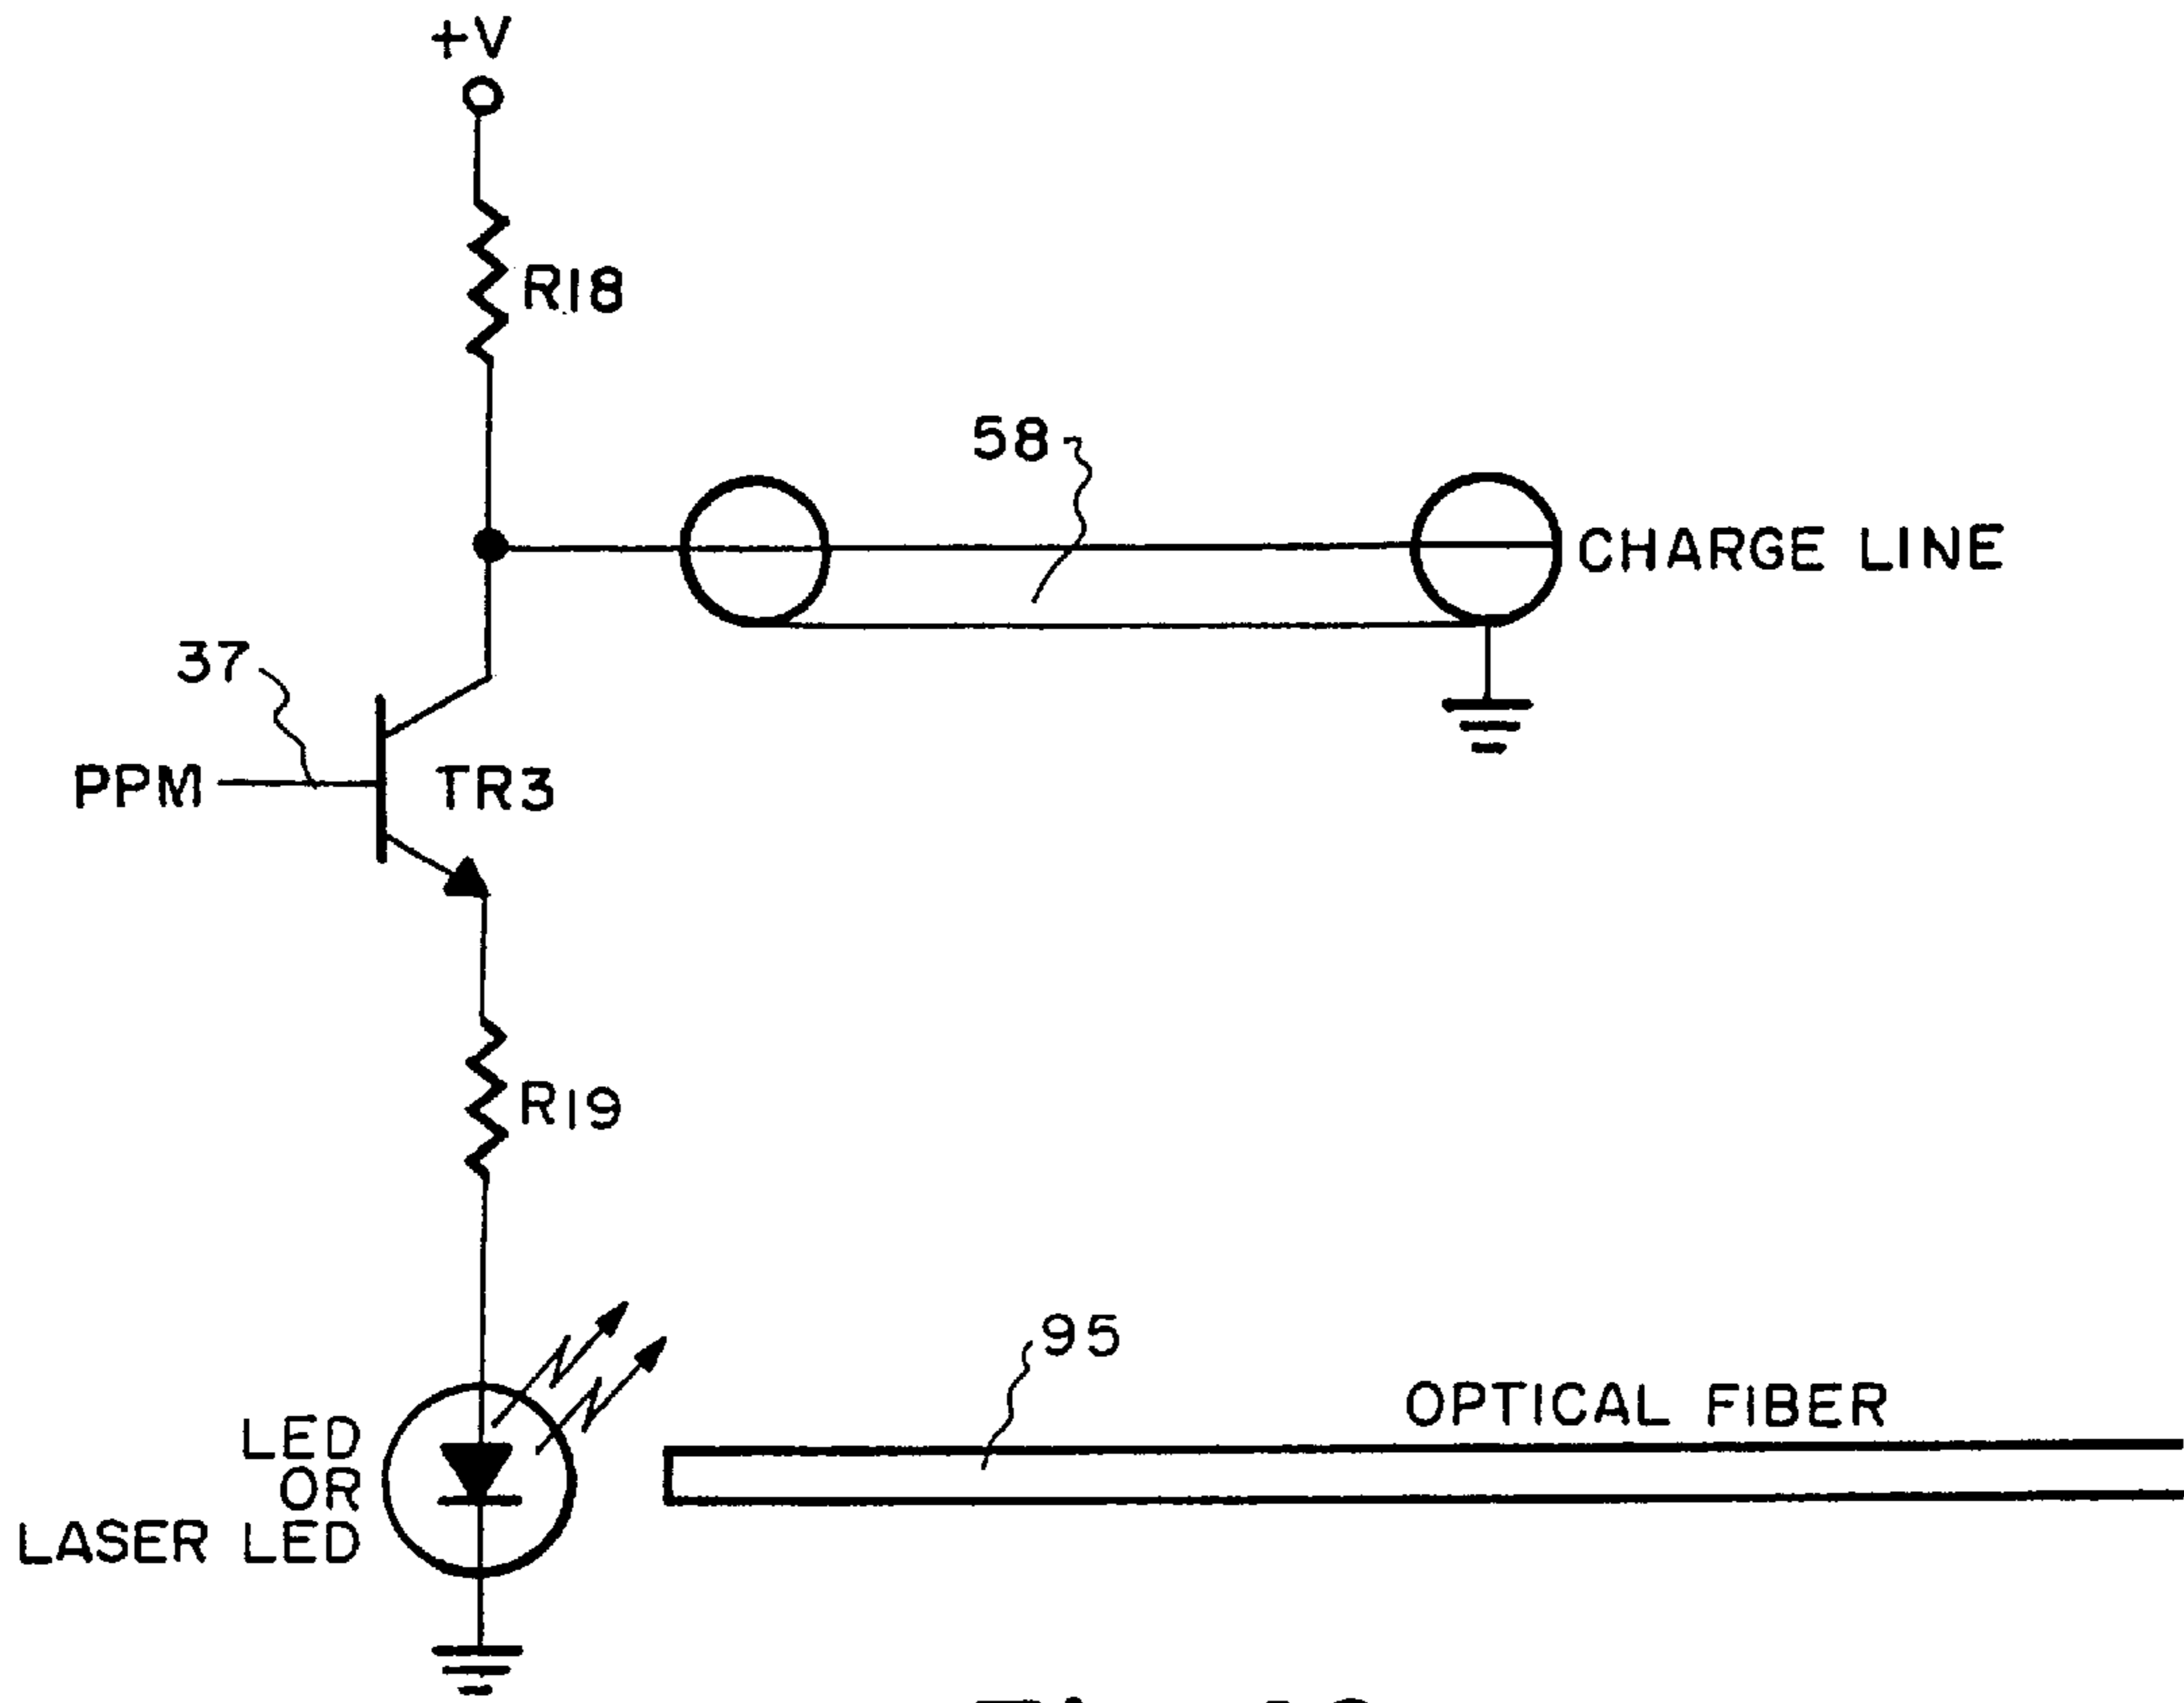 +V
R18
58
CHARGE LINE
37
PPM
TR3
R19
95
OPTICAL FIBER
LED
OR
LASER LED